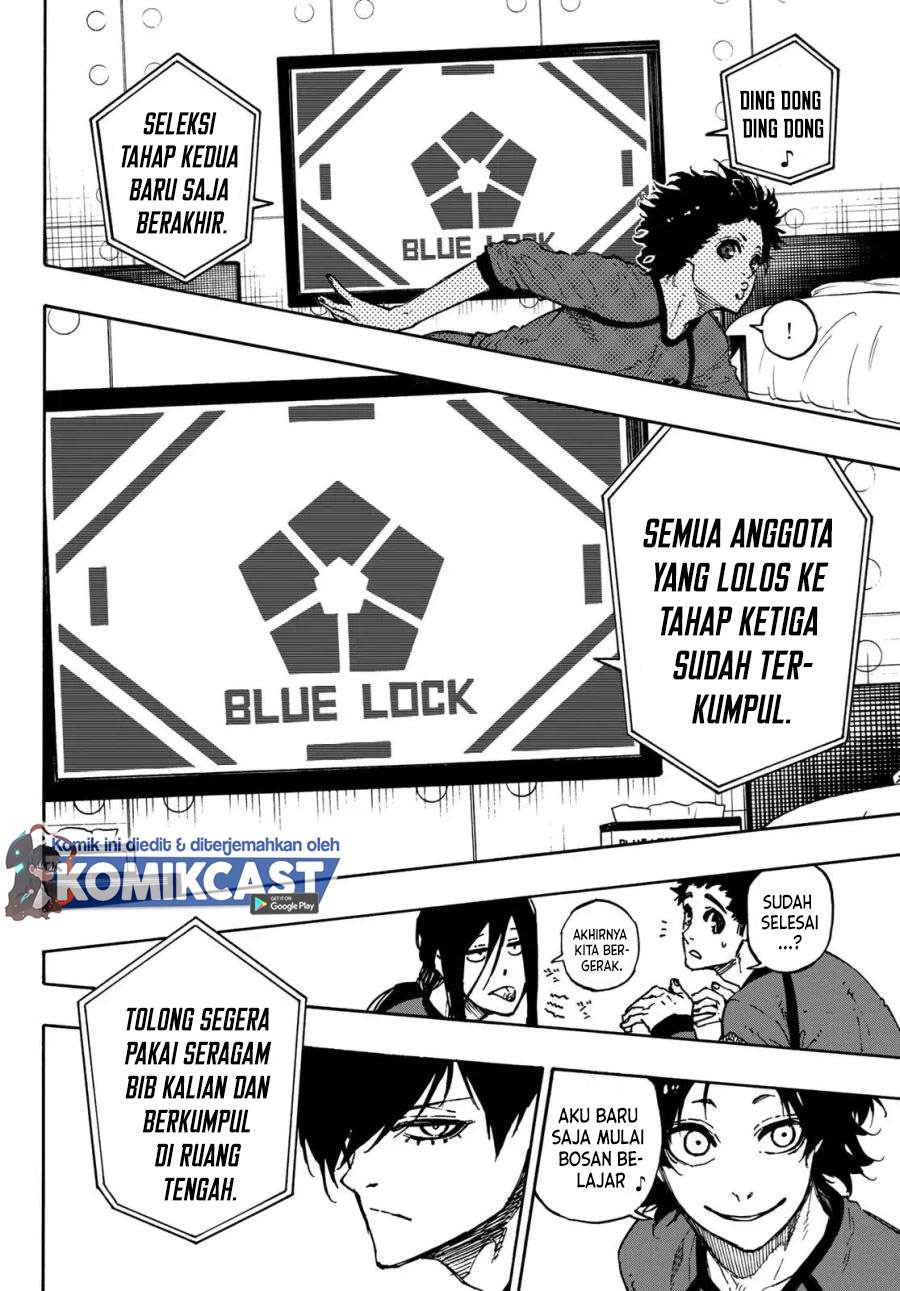 DING DONG
DING DONG
♪
SELEKSI
TAHAP KEDUA
BARU SAJA
BERAKHIR.
BLUE LOCK
!
SEMUA ANGGOTA
YANG LOLOS KE
TAHAP KETIGA
SUDAH TER-
KUMPUL.
BLUE LOCK
Komik ini diedit & diterjemahkan oleh
KOMIKCAST
GET IT ON
Google Play
SUDAH
SELESAI
...?
AKHIRNYA
KITA BER-
GERAK.
TOLONG SEGERA
PAKAI SERAGAM
BIB KALIAN DAN
BERKUMPUL
DI RUANG
TENGAH.
AKU BARU
SAJA MULAI
BOSAN BE-
LAJAR ♪